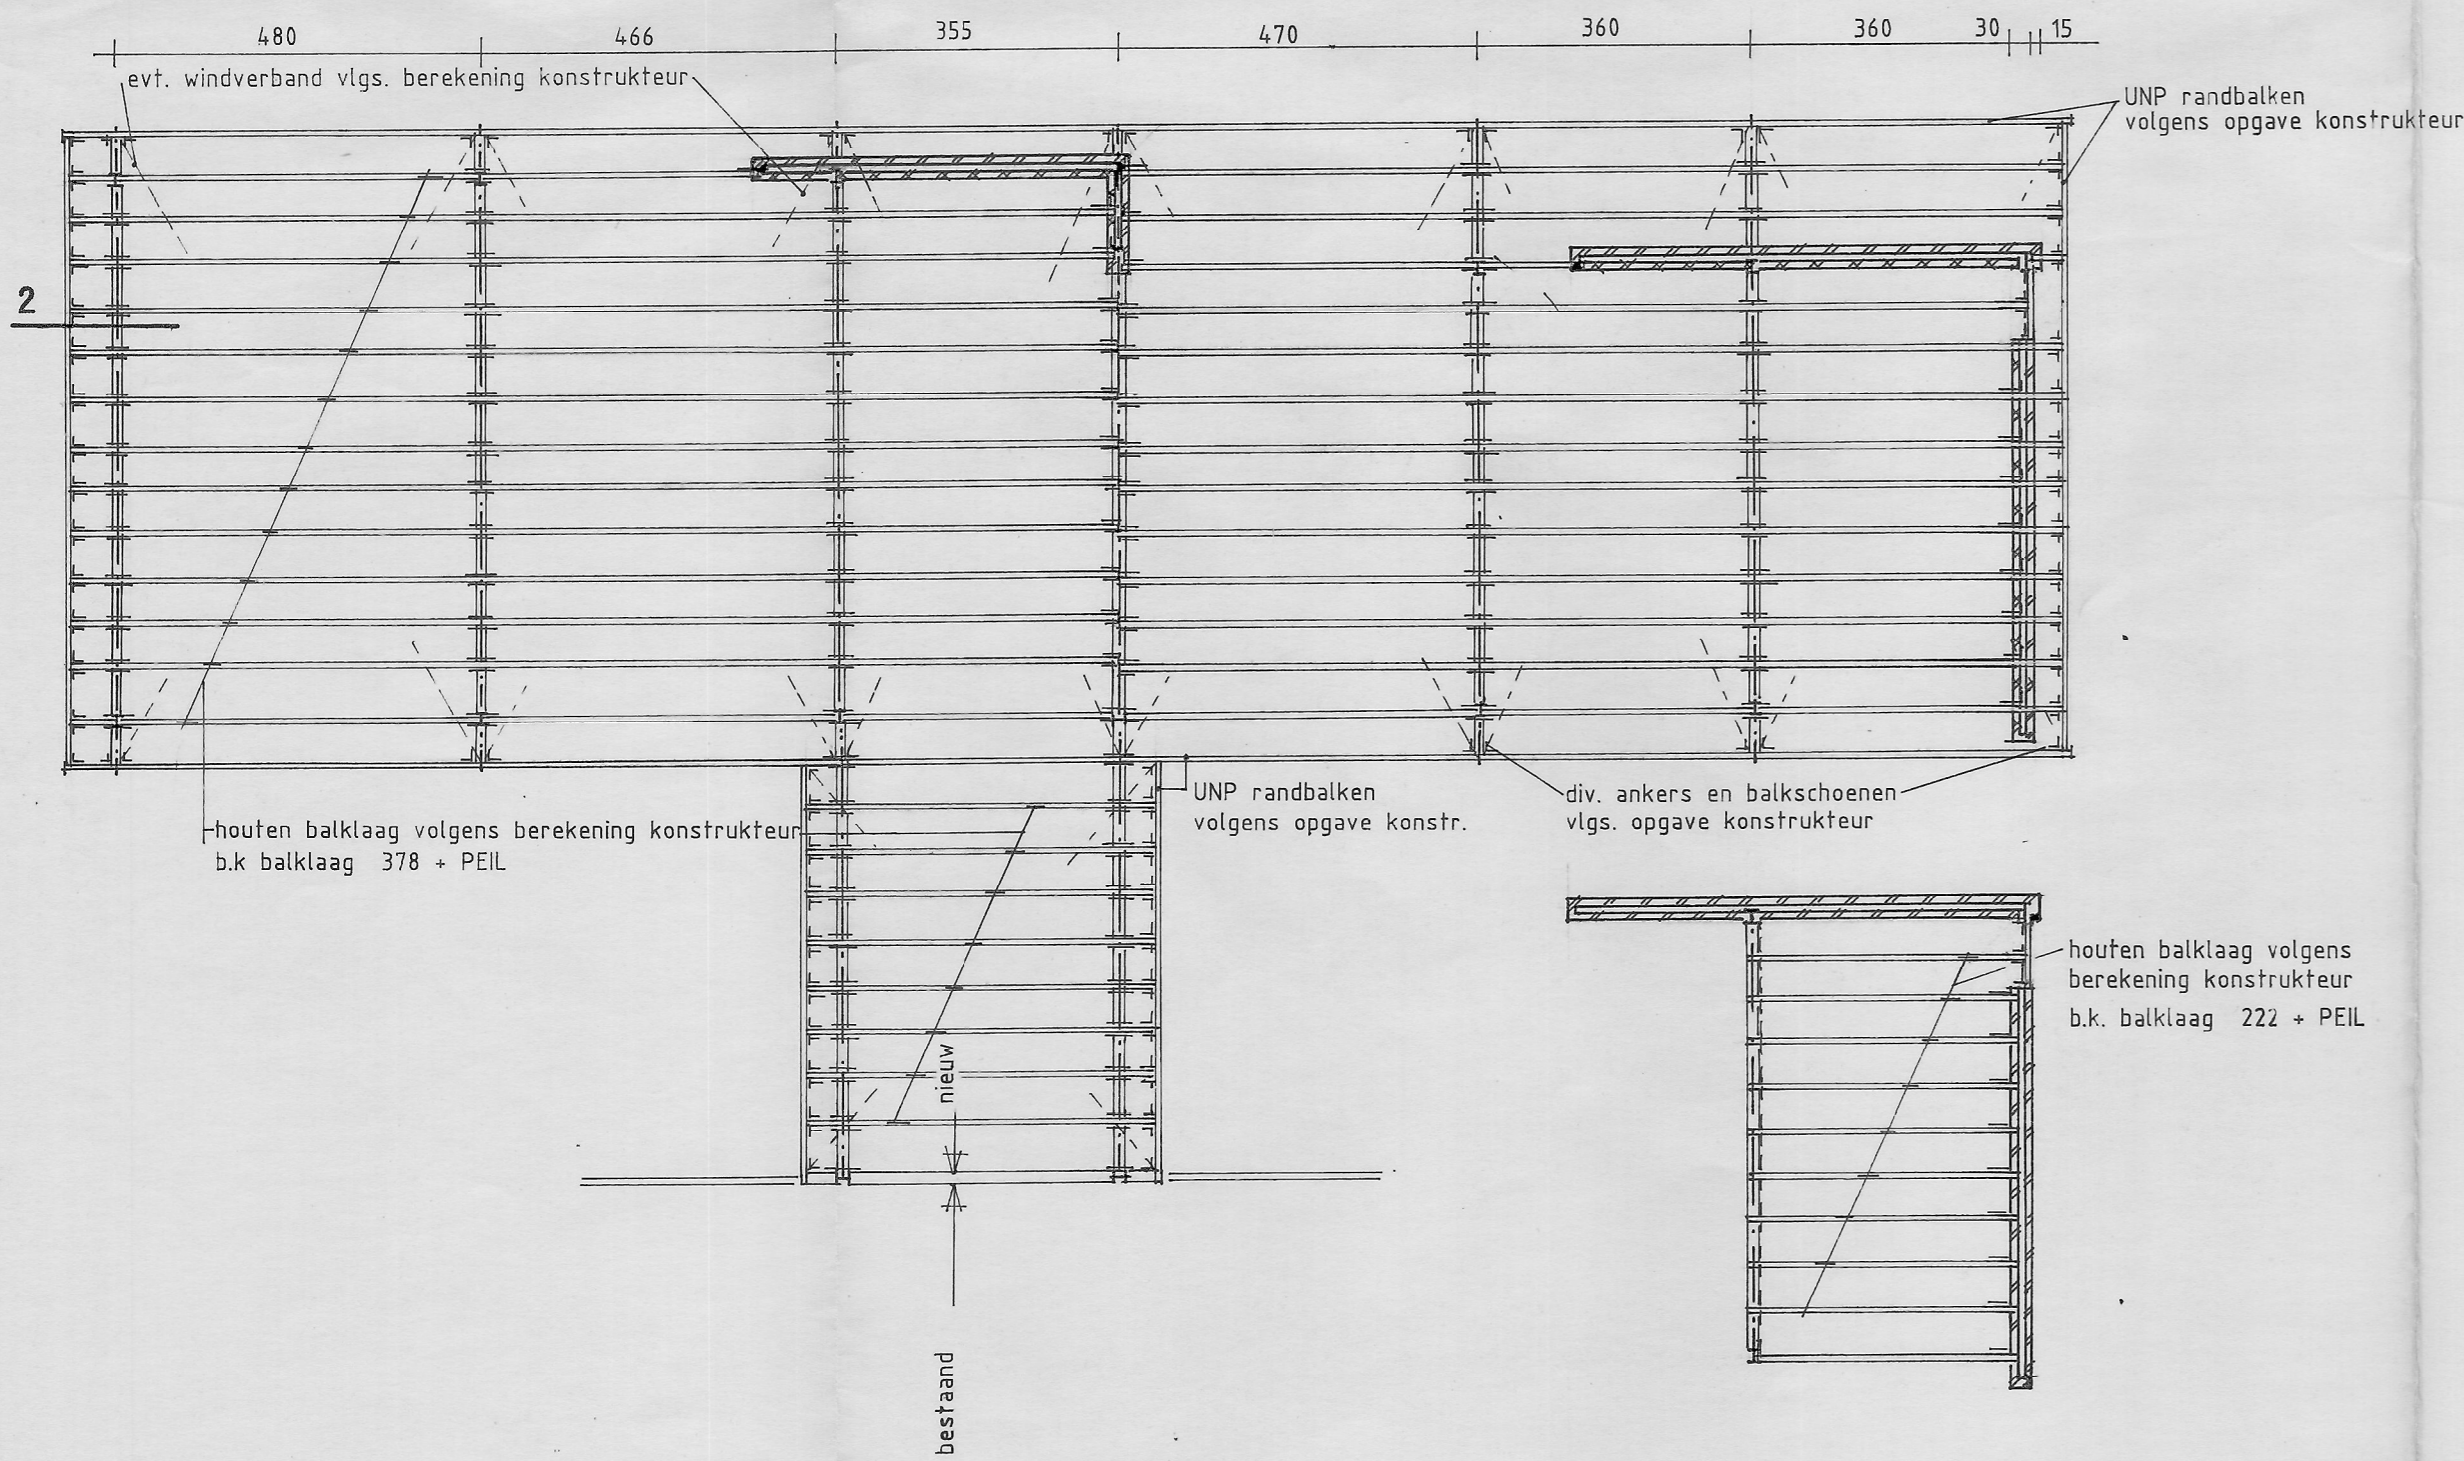 480 466 355 470 360 360 30 15
evt. windverband vlgs. berekening konstrukteur
UNP randbalken
volgens opgave konstrukteur
2
houten balklaag volgens berekening konstrukteur
b.k balklaag 378 + PEIL
UNP randbalken
volgens opgave konstr.
div. ankers en balkschoenen
vlgs. opgave konstrukteur
houten balklaag volgens
berekening konstrukteur
b.k. balklaag 222 + PEIL
nieuw
bestaand